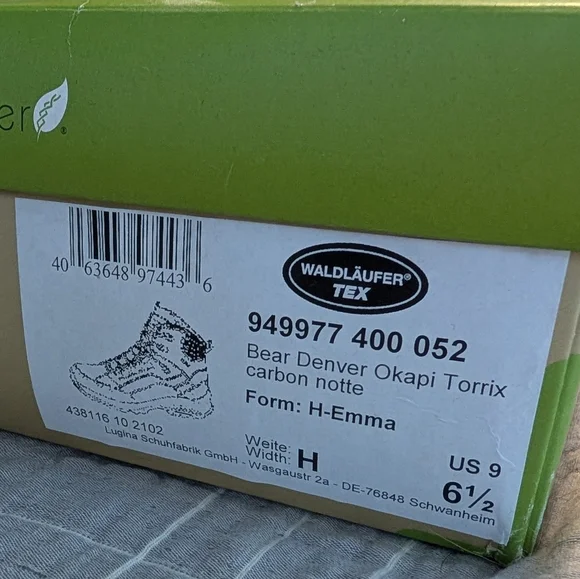 er
40 63648 97443 6
WALDLÄUFER®
TEX
949977 400 052
Bear Denver Okapi Torrix
carbon notte
Form: H-Emma
438116 10 2102
Weite:
Width: H
US 9
6½
Lugina Schuhfabrik GmbH - Wasgaustr 2a - DE-76848 Schwanheim